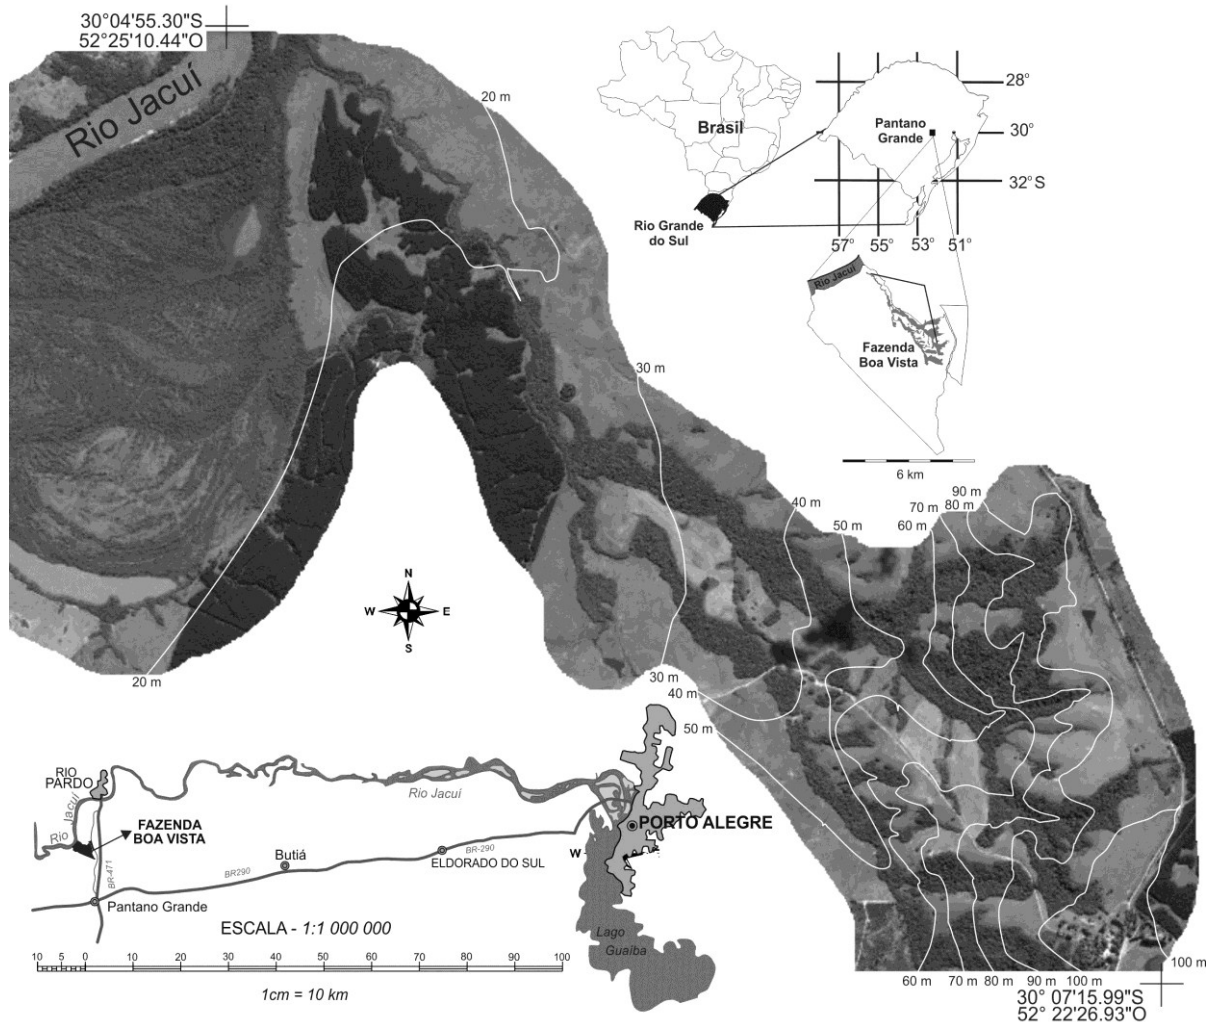 30°04'55.30"S
52°25'10.44"O
Rio Jacuí
20 m
Brasil
Rio Grande
do Sul
Pantano
Grande
28°
30°
32° S
57°
55°
53°
51°
Rio Jacuí
Fazenda
Boa Vista
6 km
30 m
40 m
50 m
60 m
70 m
80 m
90 m
N
W
E
S
20 m
30 m
40 m
50 m
RIO
PARDO
Rio Jacuí
FAZENDA
BOA VISTA
BR-471
Pantano Grande
BR290
Butiá
BR-290
ELDORADO DO SUL
Rio Jacuí
PORTO ALEGRE
W
Lago
Guaíba
ESCALA - 1:1 000 000
10 5 0 10 20 30 40 50 60 70 80 90 100
1cm = 10 km
60 m 70 m 80 m 90 m 100 m
100 m
30° 07'15.99"S
52° 22'26.93"O